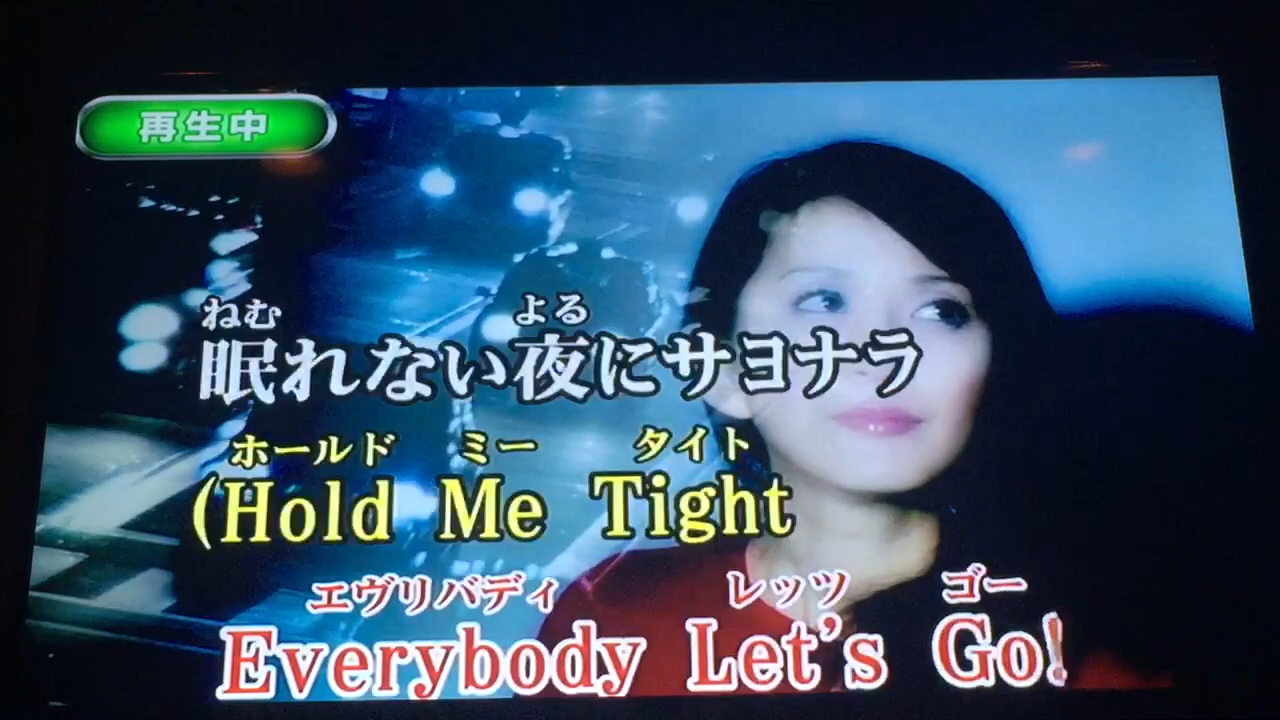 再生中
ねむ よる
眠れない夜にサヨナラ
ホールド ミー タイト
(Hold Me Tight
エヴリバディ レッツ ゴー
Everybody Let's Go!